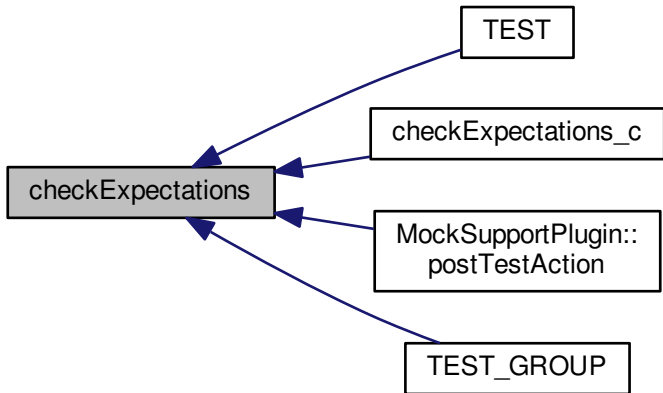 TEST
checkExpectations_c
checkExpectations
MockSupportPlugin::
postTestAction
TEST_GROUP